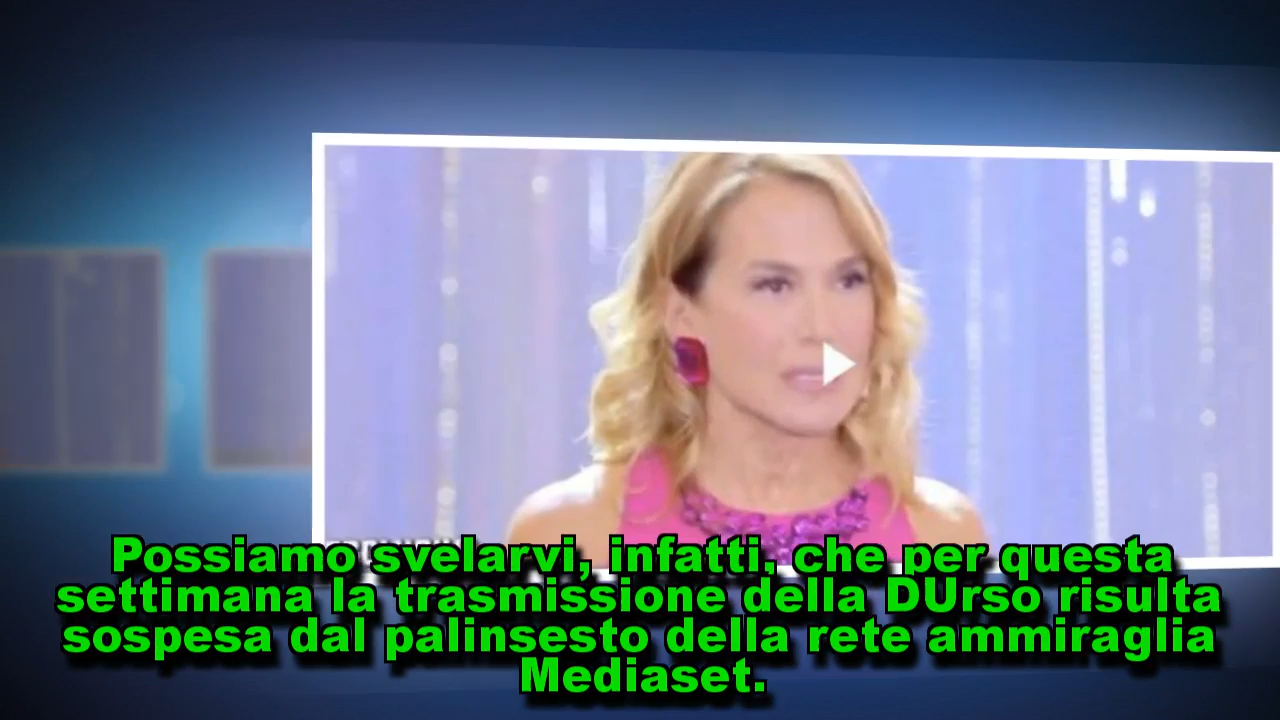 Possiamo svelarvi, infatti, che per questa
settimana la trasmissione della DUrso risulta
sospesa dal palinsesto della rete ammiraglia
Mediaset.